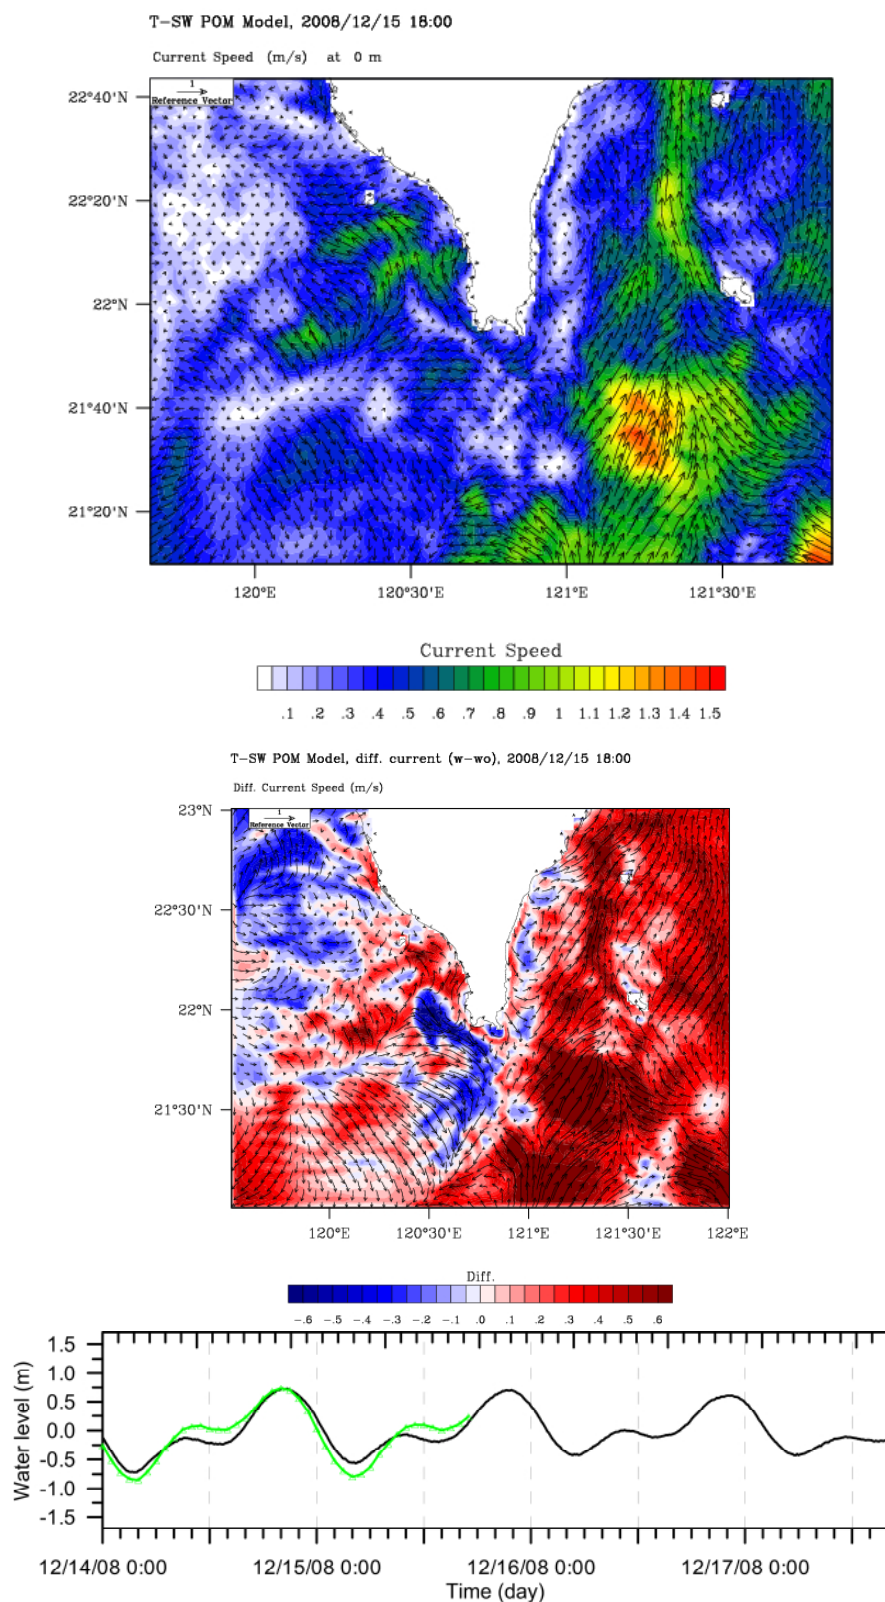 T-SW POM Model, 2008/12/15 18:00
Current Speed (m/s) at 0 m
1
Reference Vector
22°40'N
22°20'N
22°N
21°40'N
21°20'N
120°E 120°30'E 121°E 121°30'E
Current Speed
.1 .2 .3 .4 .5 .6 .7 .8 .9 1 1.1 1.2 1.3 1.4 1.5
T-SW POM Model, diff. current (w-wo), 2008/12/15 18:00
Diff. Current Speed (m/s)
1
Reference Vector
23°N
22°30'N
22°N
21°30'N
120°E 120°30'E 121°E 121°30'E 122°E
Diff.
-.6 -.5 -.4 -.3 -.2 -.1 .0 .1 .2 .3 .4 .5 .6
Water level (m)
1.5
1.0
0.5
0.0
-0.5
-1.0
-1.5
12/14/08 0:00 12/15/08 0:00 12/16/08 0:00 12/17/08 0:00
Time (day)